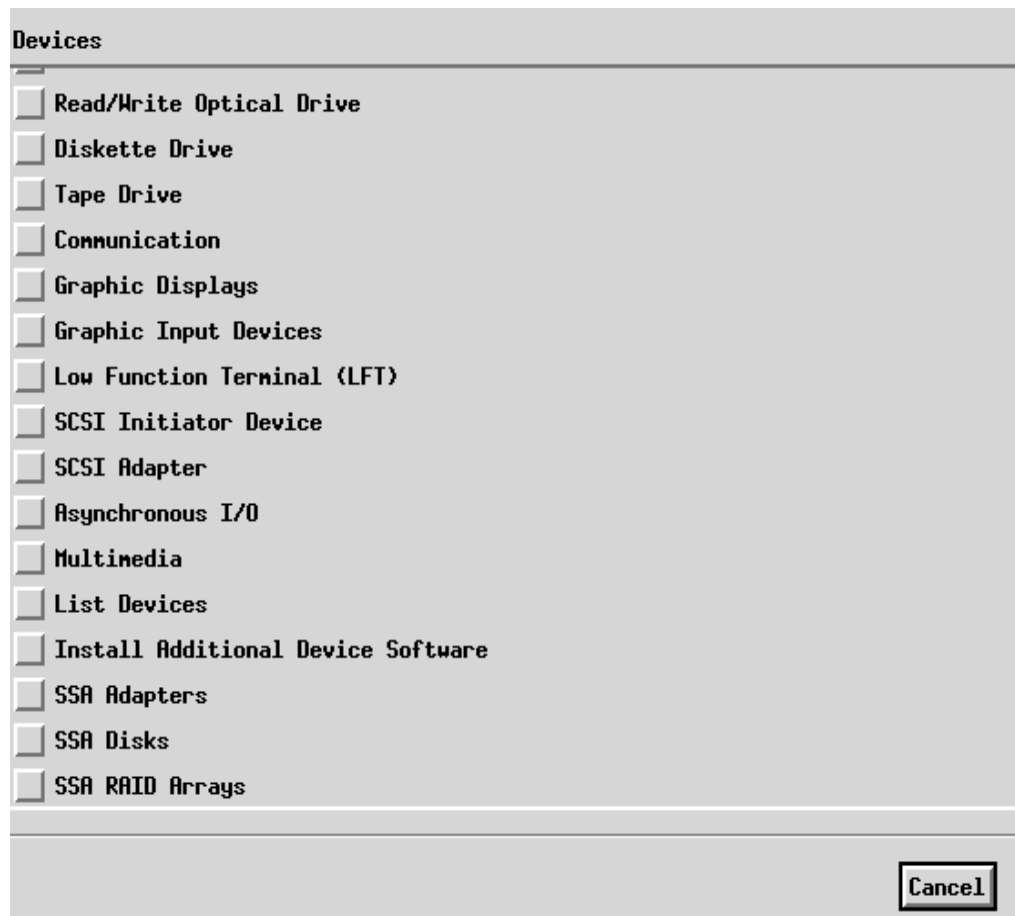 Devices
Read/Write Optical Drive
Diskette Drive
Tape Drive
Communication
Graphic Displays
Graphic Input Devices
Low Function Terminal (LFT)
SCSI Initiator Device
SCSI Adapter
Asynchronous I/O
Multimedia
List Devices
Install Additional Device Software
SSA Adapters
SSA Disks
SSA RAID Arrays
Cancel